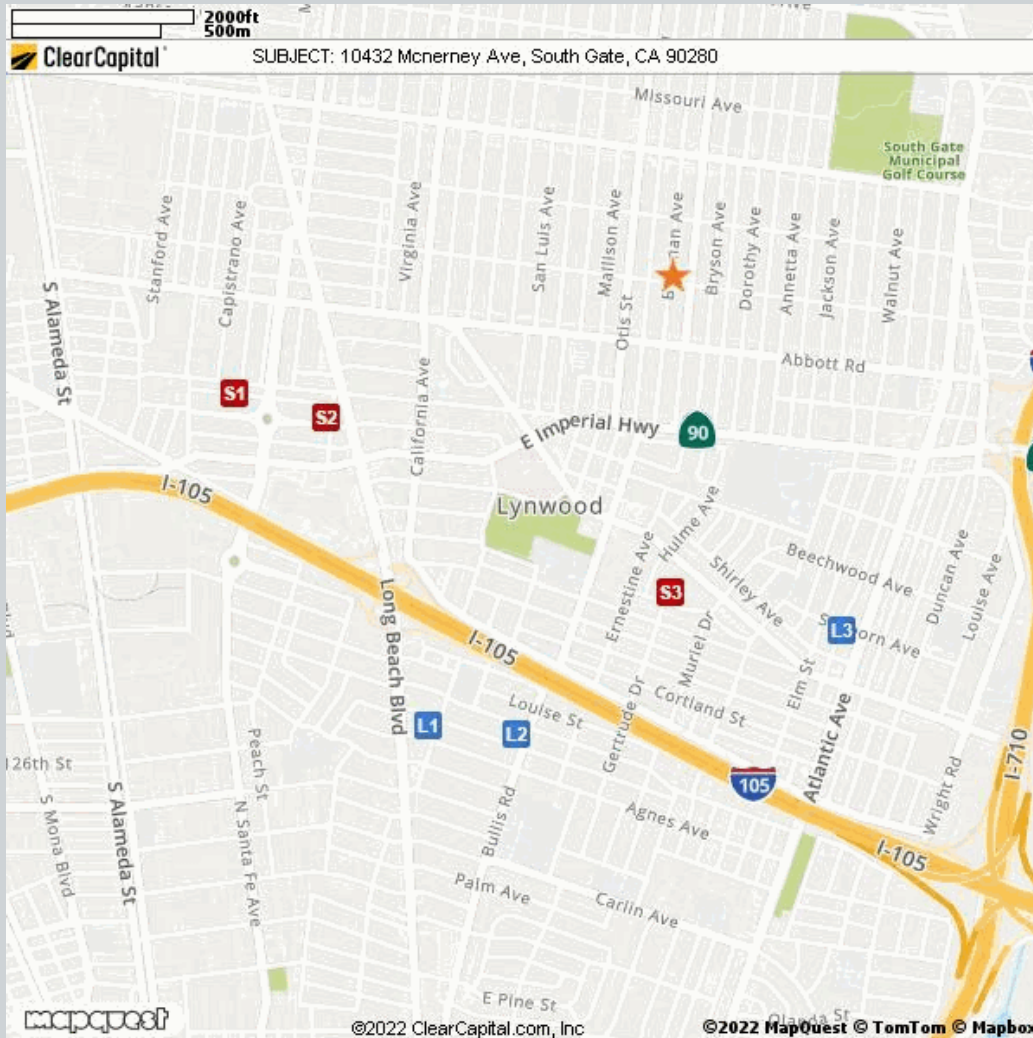 2000ft
500m
ClearCapital
SUBJECT: 10432 Mcnerney Ave, South Gate, CA 90280
Missouri Ave
South Gate
Municipal
Golf Course
Stanford Ave
Capistrano Ave
Virginia Ave
San Luis Ave
Mallison Ave
Bryson Ave
Dorothy Ave
Annetta Ave
Jackson Ave
Walnut Ave
S Alameda St
Otis St
Abbott Rd
S1
S2
California Ave
E Imperial Hwy
90
I-105
Lynwood
Hulme Ave
Ernestine Ave
Beechwood Ave
Shirley Ave
Duncan Ave
Louise Ave
S3
L3
Long Beach Blvd
I-105
Muriel Dr
Elm St
Cortland St
Gertrude Dr
Louise St
L1
L2
Atlantic Ave
I-710
Peach St
126th St
105
Wright Rd
S Mona Blvd
S Alameda St
N Santa Fe Ave
Bullis Rd
Agnes Ave
I-105
Palm Ave
Carlin Ave
E Pine St
Olanda St
mapquest
©2022 ClearCapital.com, Inc
©2022 MapQuest © TomTom © Mapbox